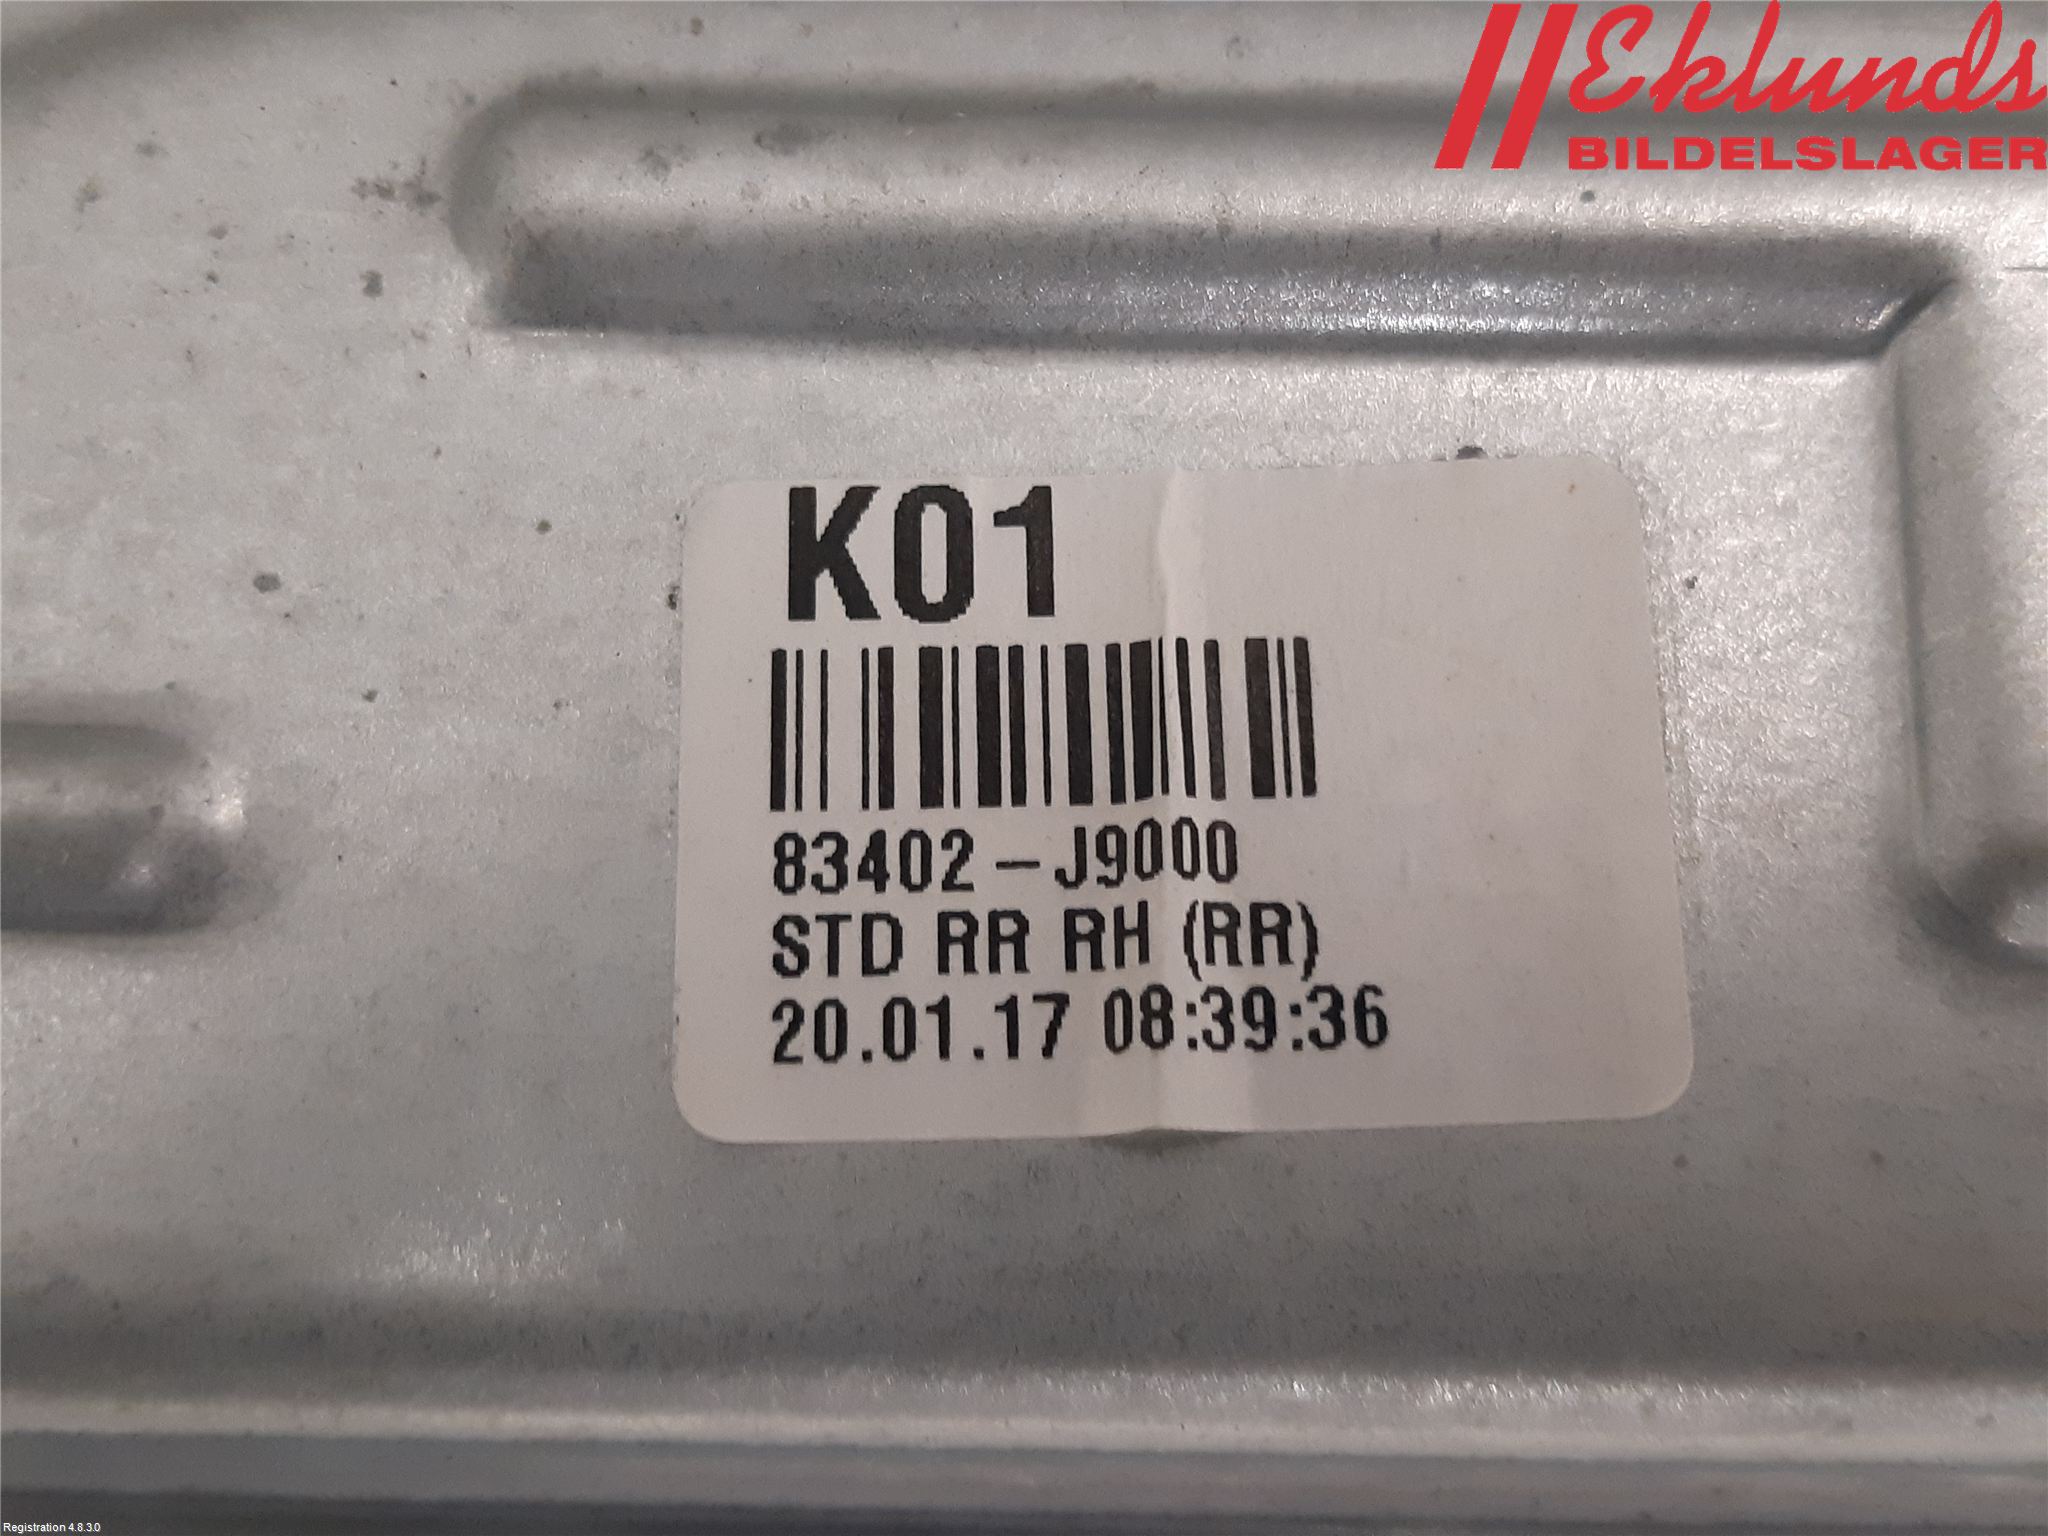 Eklunds
BILDELSLAGER
K01
83402-J9000
STD RR RH (RR)
20.01.17 08:39:36
Registration 4.8.3.0